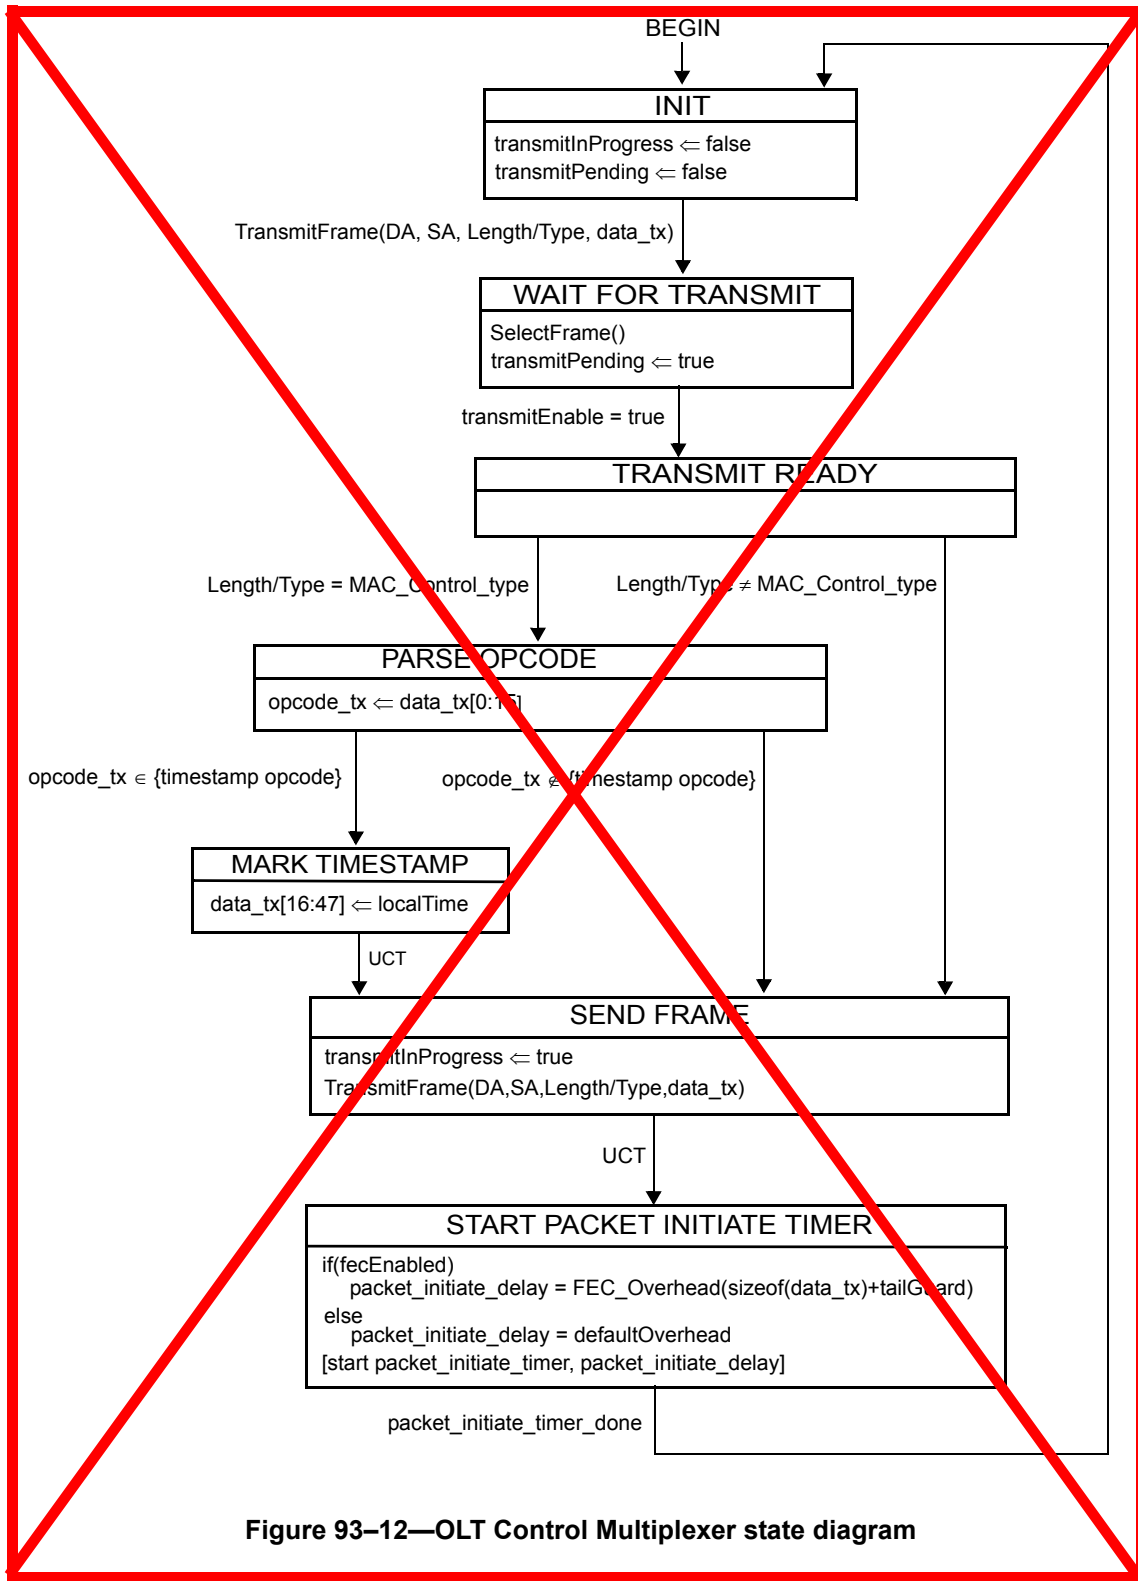 BEGIN
INIT
transmitInProgress ⇐ false
transmitPending ⇐ false
TransmitFrame(DA, SA, Length/Type, data_tx)
WAIT FOR TRANSMIT
SelectFrame()
transmitPending ⇐ true
transmitEnable = true
TRANSMIT READY
Length/Type = MAC_Control_type
Length/Type ≠ MAC_Control_type
PARSE OPCODE
opcode_tx ⇐ data_tx[0:15]
opcode_tx ∈ {timestamp opcode}
opcode_tx ∉ {timestamp opcode}
MARK TIMESTAMP
data_tx[16:47] ⇐ localTime
UCT
SEND FRAME
transmitInProgress ⇐ true
TransmitFrame(DA,SA,Length/Type,data_tx)
UCT
START PACKET INITIATE TIMER
if(fecEnabled)
packet_initiate_delay = FEC_Overhead(sizeof(data_tx)+tailGuard)
else
packet_initiate_delay = defaultOverhead
[start packet_initiate_timer, packet_initiate_delay]
packet_initiate_timer_done
Figure 93–12—OLT Control Multiplexer state diagram